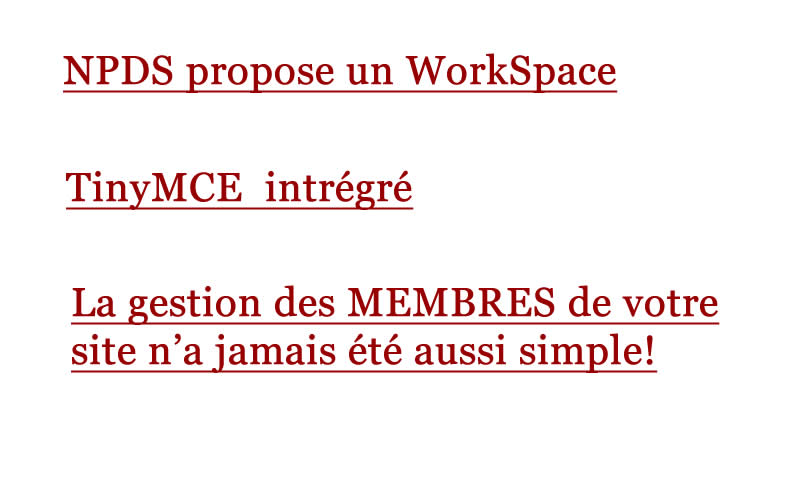 NPDS propose un WorkSpace
TinyMCE intrégré
La gestion des MEMBRES de votre
site n’a jamais été aussi simple!